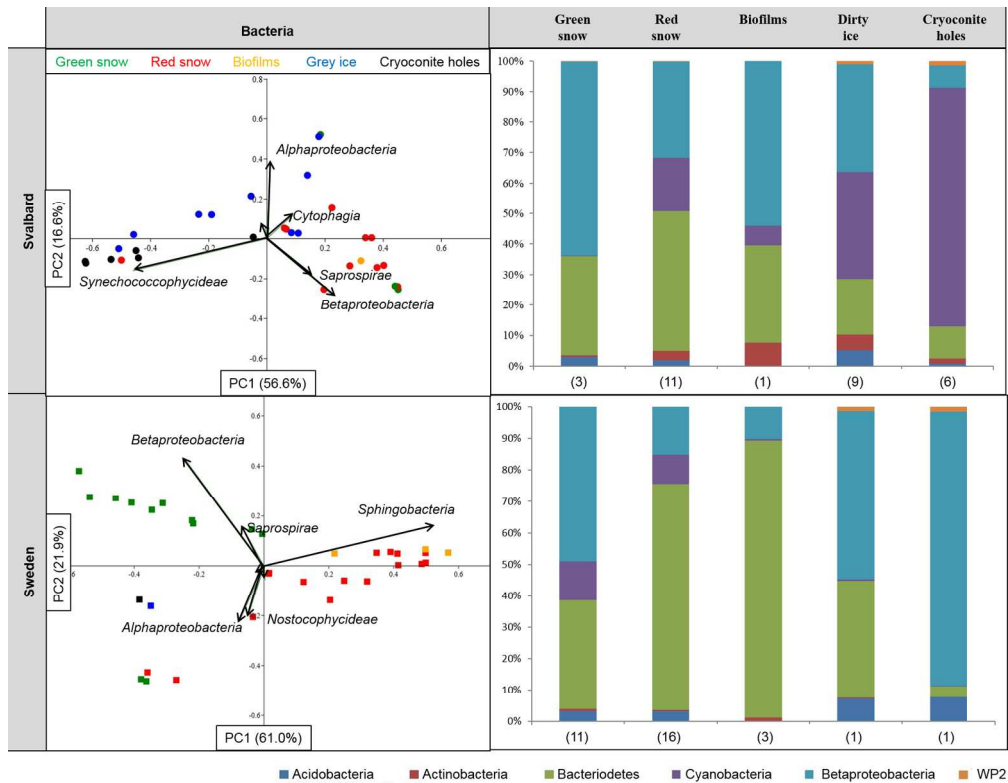 Bacteria
Green snow Red snow Biofilms Grey ice Cryoconite holes
Svalbard
0.8
0.6
0.4
0.2
-0.2
-0.4
-0.6
-0.6 -0.4 -0.2 0.2 0.4 0.6
Alphaproteobacteria
Cytophagia
Synechococcophycideae
Saprospirae
Betaproteobacteria
PC2 (16.6%)
PC1 (56.6%)
Green snow
Red snow
Biofilms
Dirty ice
Cryoconite holes
100%
90%
80%
70%
60%
50%
40%
30%
20%
10%
0%
(3) (11) (1) (9) (6)
Sweden
0.6
0.4
0.2
-0.2
-0.4
-0.6
-0.4 -0.2 0.2 0.4 0.6
Betaproteobacteria
Saprospirae
Sphingobacteria
Alphaproteobacteria
Nostocophycideae
PC2 (21.9%)
PC1 (61.0%)
100%
90%
80%
70%
60%
50%
40%
30%
20%
10%
0%
(11) (16) (3) (1) (1)
Acidobacteria Actinobacteria Bacteriodetes Cyanobacteria Betaproteobacteria WP2